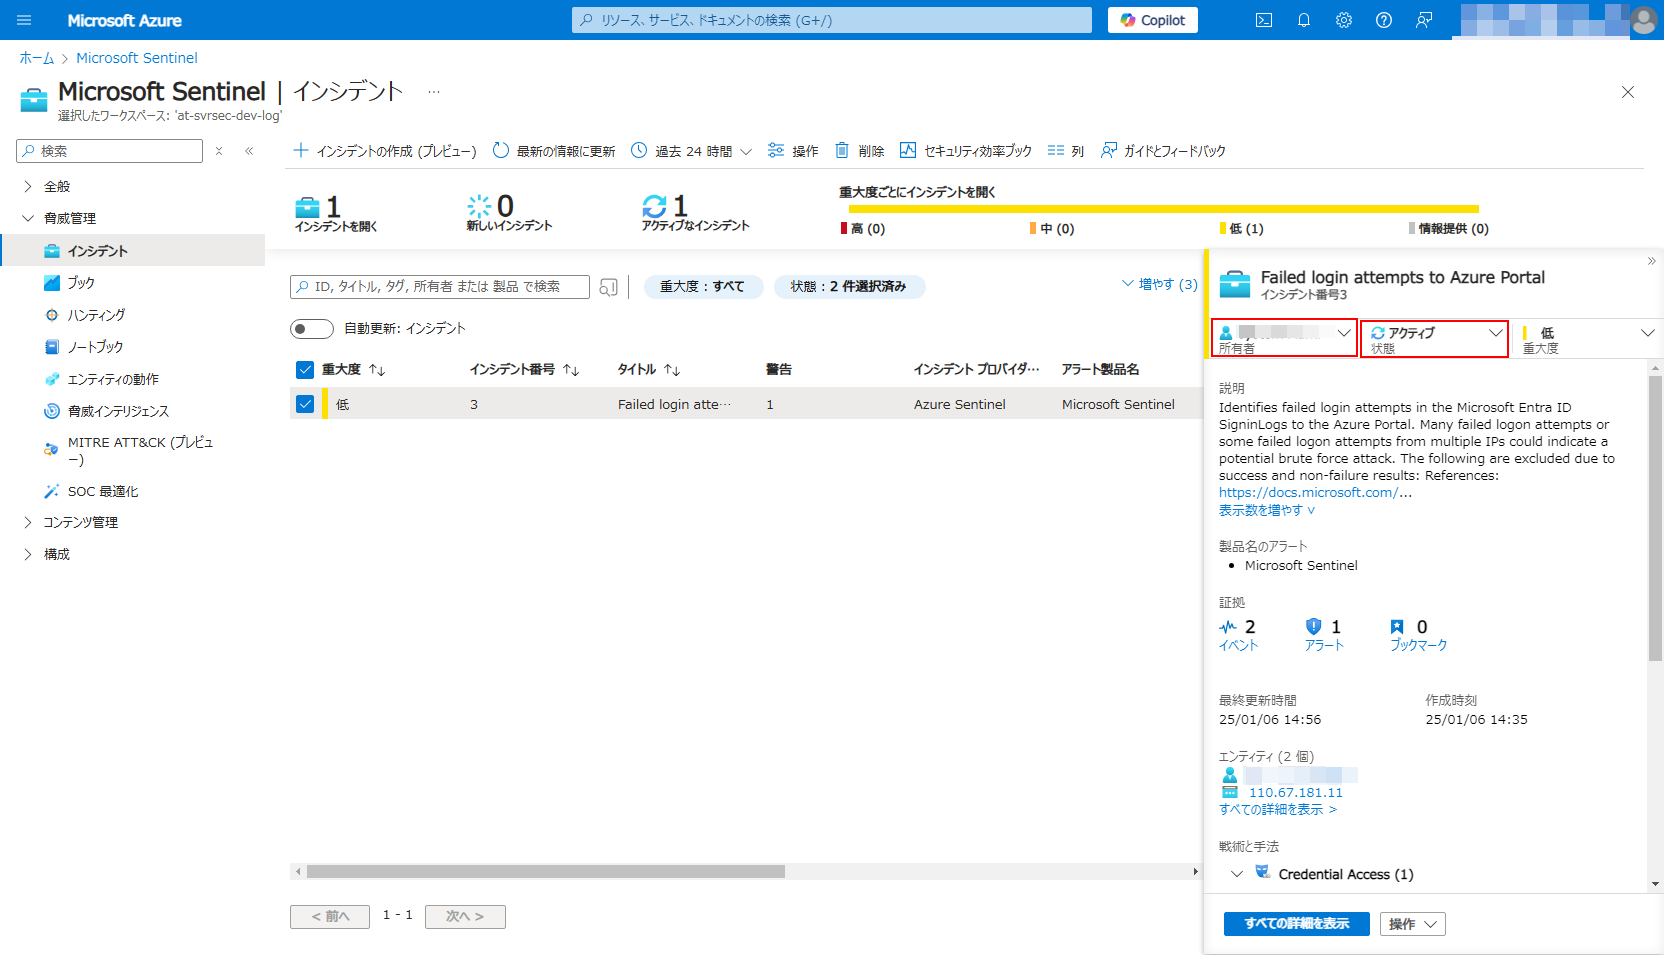 Microsoft Azure
リソース、サービス、ドキュメントの検索 (G+/)
Copilot
ホーム > Microsoft Sentinel
Microsoft Sentinel | インシデント ...
選択したワークスペース: 'at-svrsec-dev-log'
検索
全般
脅威管理
インシデント
ブック
ハンティング
ノートブック
エンティティの動作
脅威インテリジェンス
MITRE ATT&CK (プレビュ
ー)
SOC 最適化
コンテンツ管理
構成
インシデントの作成 (プレビュー) 最新の情報に更新 過去 24 時間 操作 削除 セキュリティ効率ブック 列 ガイドとフィードバック
1
インシデントを開く
0
新しいインシデント
1
アクティブなインシデント
重大度ごとにインシデントを開く
高 (0) 中 (0) 低 (1) 情報提供 (0)
ID, タイトル, タグ, 所有者 または 製品 で検索
重大度 : すべて
状態 : 2 件選択済み
増やす (3)
自動更新: インシデント
重大度 ↑↓ インシデント番号 ↑↓ タイトル ↑↓ 警告 インシデント プロバイダ… アラート製品名
低 3 Failed login atte… 1 Azure Sentinel Microsoft Sentinel
< 前へ 1 - 1 次へ >
Failed login attempts to Azure Portal
インシデント番号3
所有者
アクティブ
状態
低
重大度
説明
Identifies failed login attempts in the Microsoft Entra ID
SigninLogs to the Azure Portal. Many failed logon attempts or
some failed logon attempts from multiple IPs could indicate a
potential brute force attack. The following are excluded due to
success and non-failure results: References:
https://docs.microsoft.com/...
表示数を増やす ∨
製品名のアラート
• Microsoft Sentinel
証拠
2
イベント
1
アラート
0
ブックマーク
最終更新時間 作成時刻
25/01/06 14:56 25/01/06 14:35
エンティティ (2 個)
110.67.181.11
すべての詳細を表示 >
戦術と手法
Credential Access (1)
すべての詳細を表示 操作